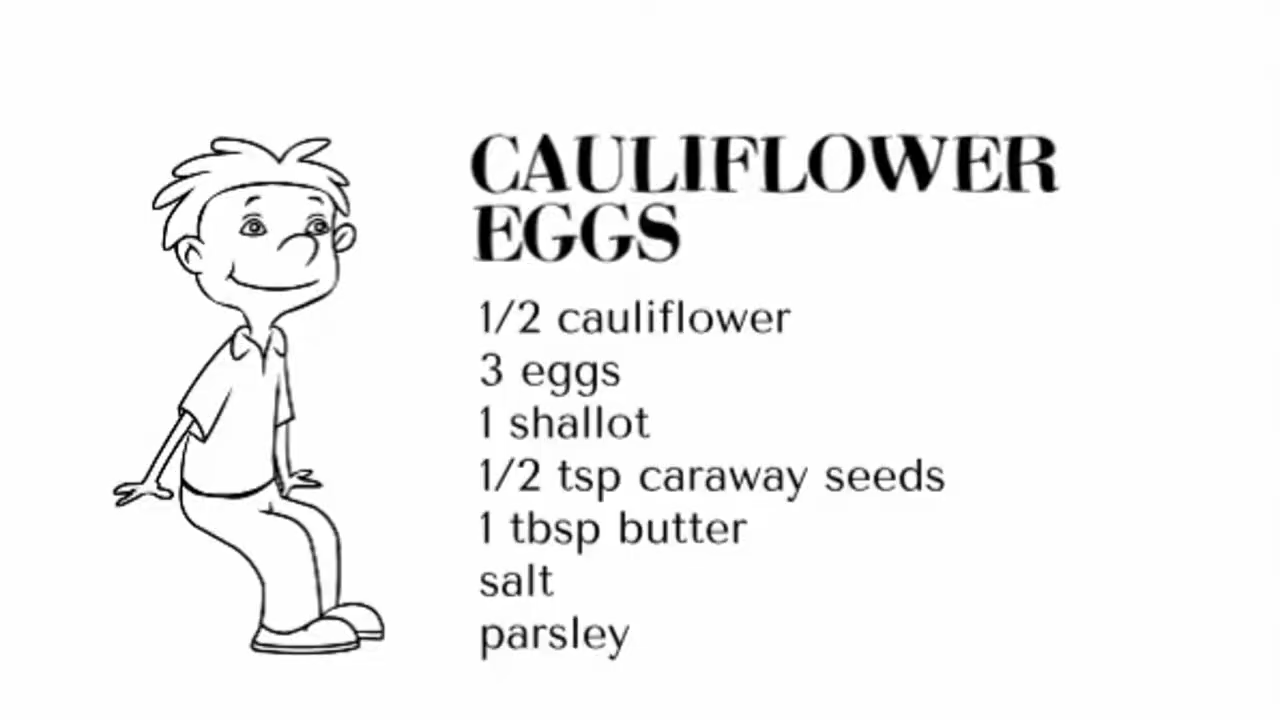 CAULIFLOWER
EGGS
1/2 cauliflower
3 eggs
1 shallot
1/2 tsp caraway seeds
1 tbsp butter
salt
parsley